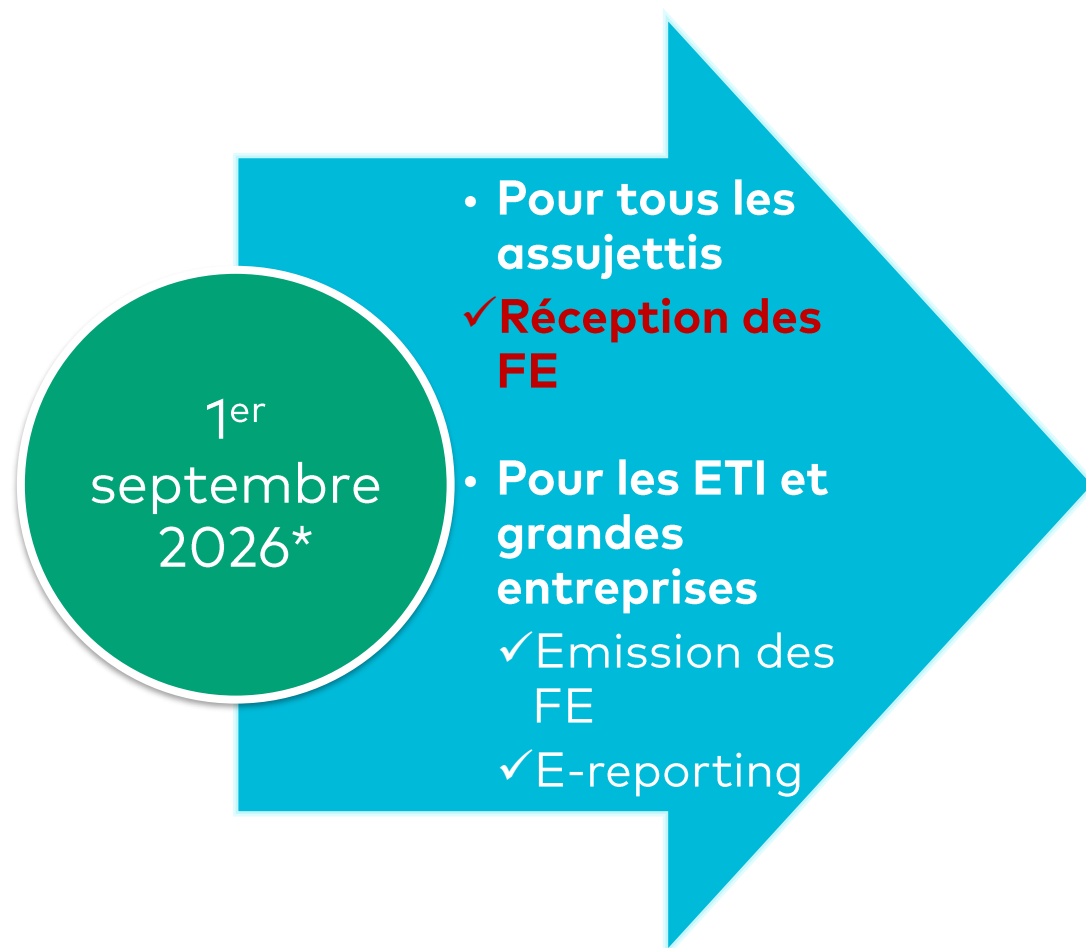 1er
septembre
2026*
• Pour tous les
assujettis
✓Réception des
FE
• Pour les ETI et
grandes
entreprises
✓Emission des
FE
✓E-reporting